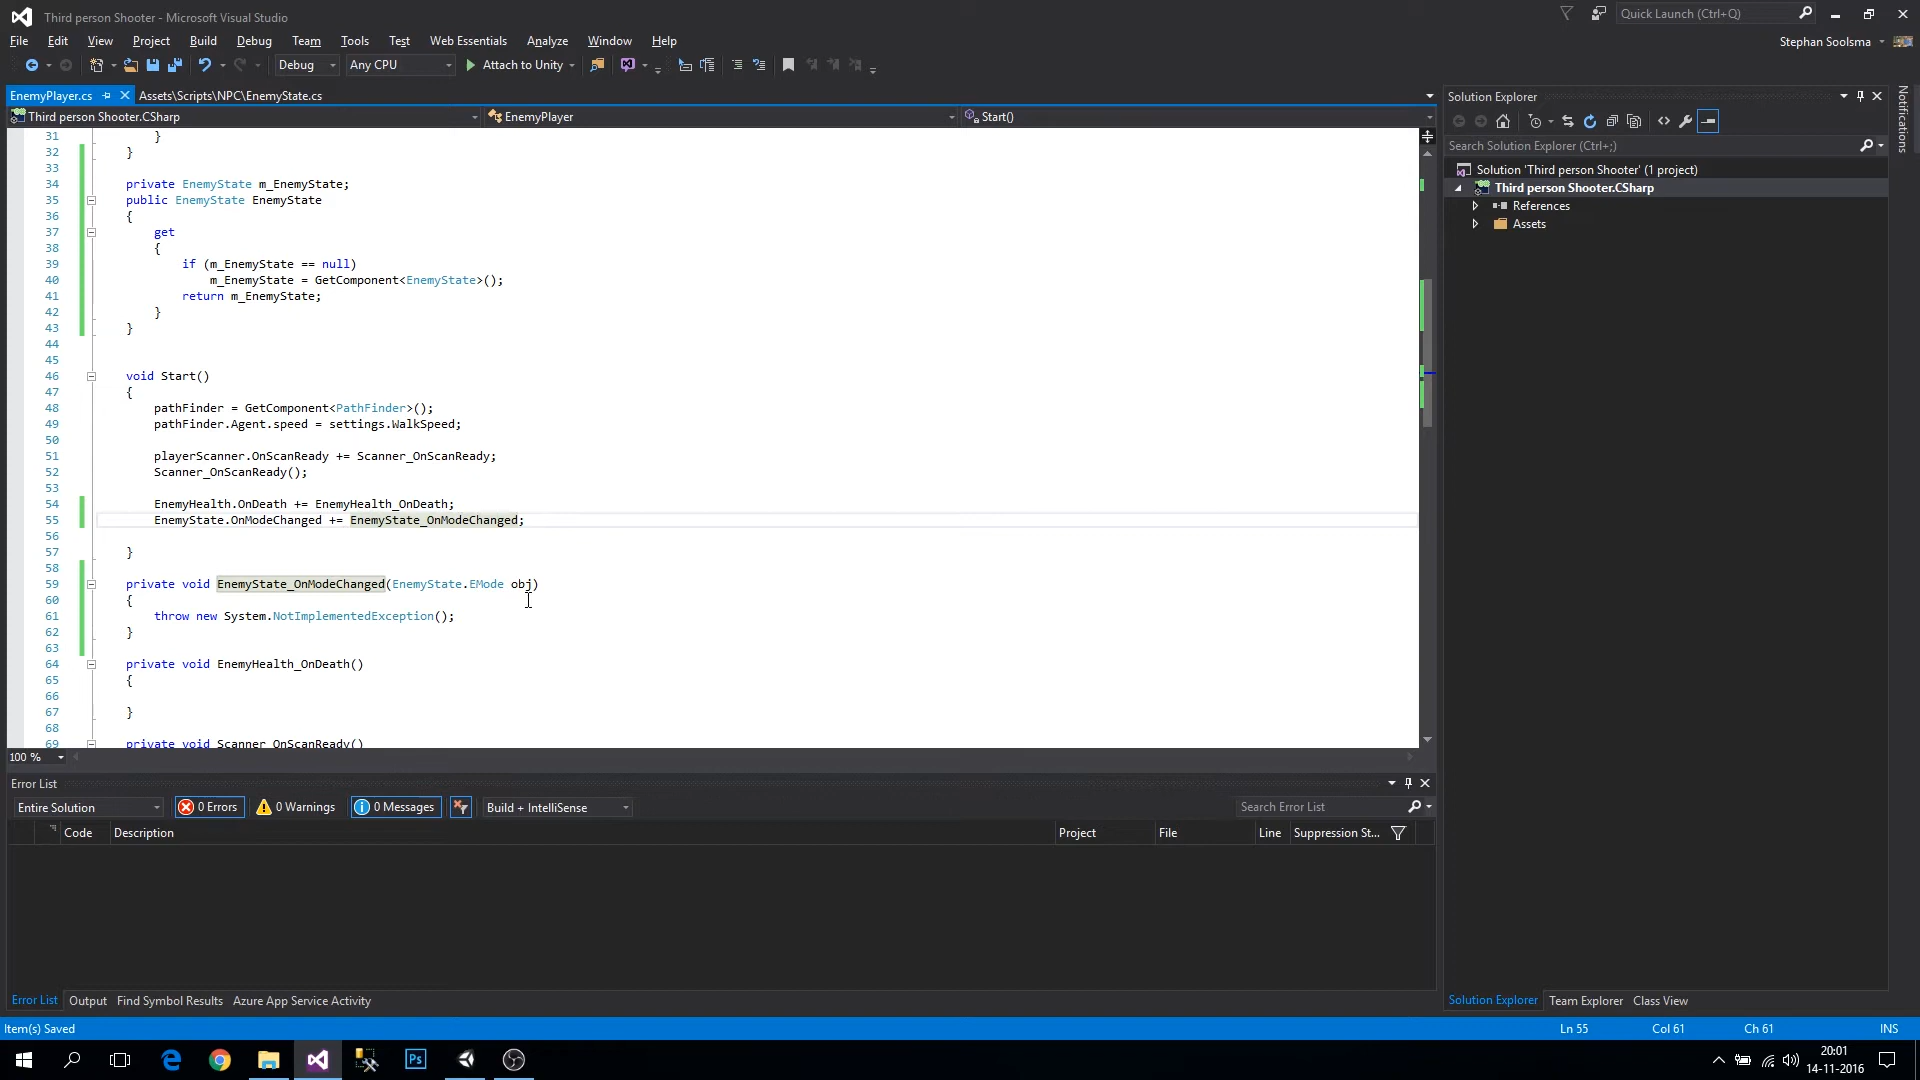 Third person Shooter - Microsoft Visual Studio
Quick Launch (Ctrl+Q)
File Edit View Project Build Debug Team Tools Test Web Essentials Analyze Window Help
Stephan Soolsma
Debug Any CPU Attach to Unity
EnemyPlayer.cs Assets\Scripts\NPC\EnemyState.cs
Third person Shooter.CSharp EnemyPlayer Start()
31 }
32 }
33
34 private EnemyState m_EnemyState;
35 public EnemyState EnemyState
36 {
37 get
38 {
39 if (m_EnemyState == null)
40 m_EnemyState = GetComponent<EnemyState>();
41 return m_EnemyState;
42 }
43 }
44
45
46 void Start()
47 {
48 pathFinder = GetComponent<PathFinder>();
49 pathFinder.Agent.speed = settings.WalkSpeed;
50
51 playerScanner.OnScanReady += Scanner_OnScanReady;
52 Scanner_OnScanReady();
53
54 EnemyHealth.OnDeath += EnemyHealth_OnDeath;
55 EnemyState.OnModeChanged += EnemyState_OnModeChanged;
56
57 }
58
59 private void EnemyState_OnModeChanged(EnemyState.EMode obj)
60 {
61 throw new System.NotImplementedException();
62 }
63
64 private void EnemyHealth_OnDeath()
65 {
66
67 }
68
69 private void Scanner_OnScanReady()
100 %
Error List
Entire Solution 0 Errors 0 Warnings 0 Messages Build + IntelliSense Search Error List
Code Description Project File Line Suppression St...
Error List Output Find Symbol Results Azure App Service Activity
Solution Explorer
Search Solution Explorer (Ctrl+;)
Solution 'Third person Shooter' (1 project)
Third person Shooter.CSharp
References
Assets
Solution Explorer Team Explorer Class View
Notifications
Item(s) Saved Ln 55 Col 61 Ch 61 INS
Ps
20:01
14-11-2016